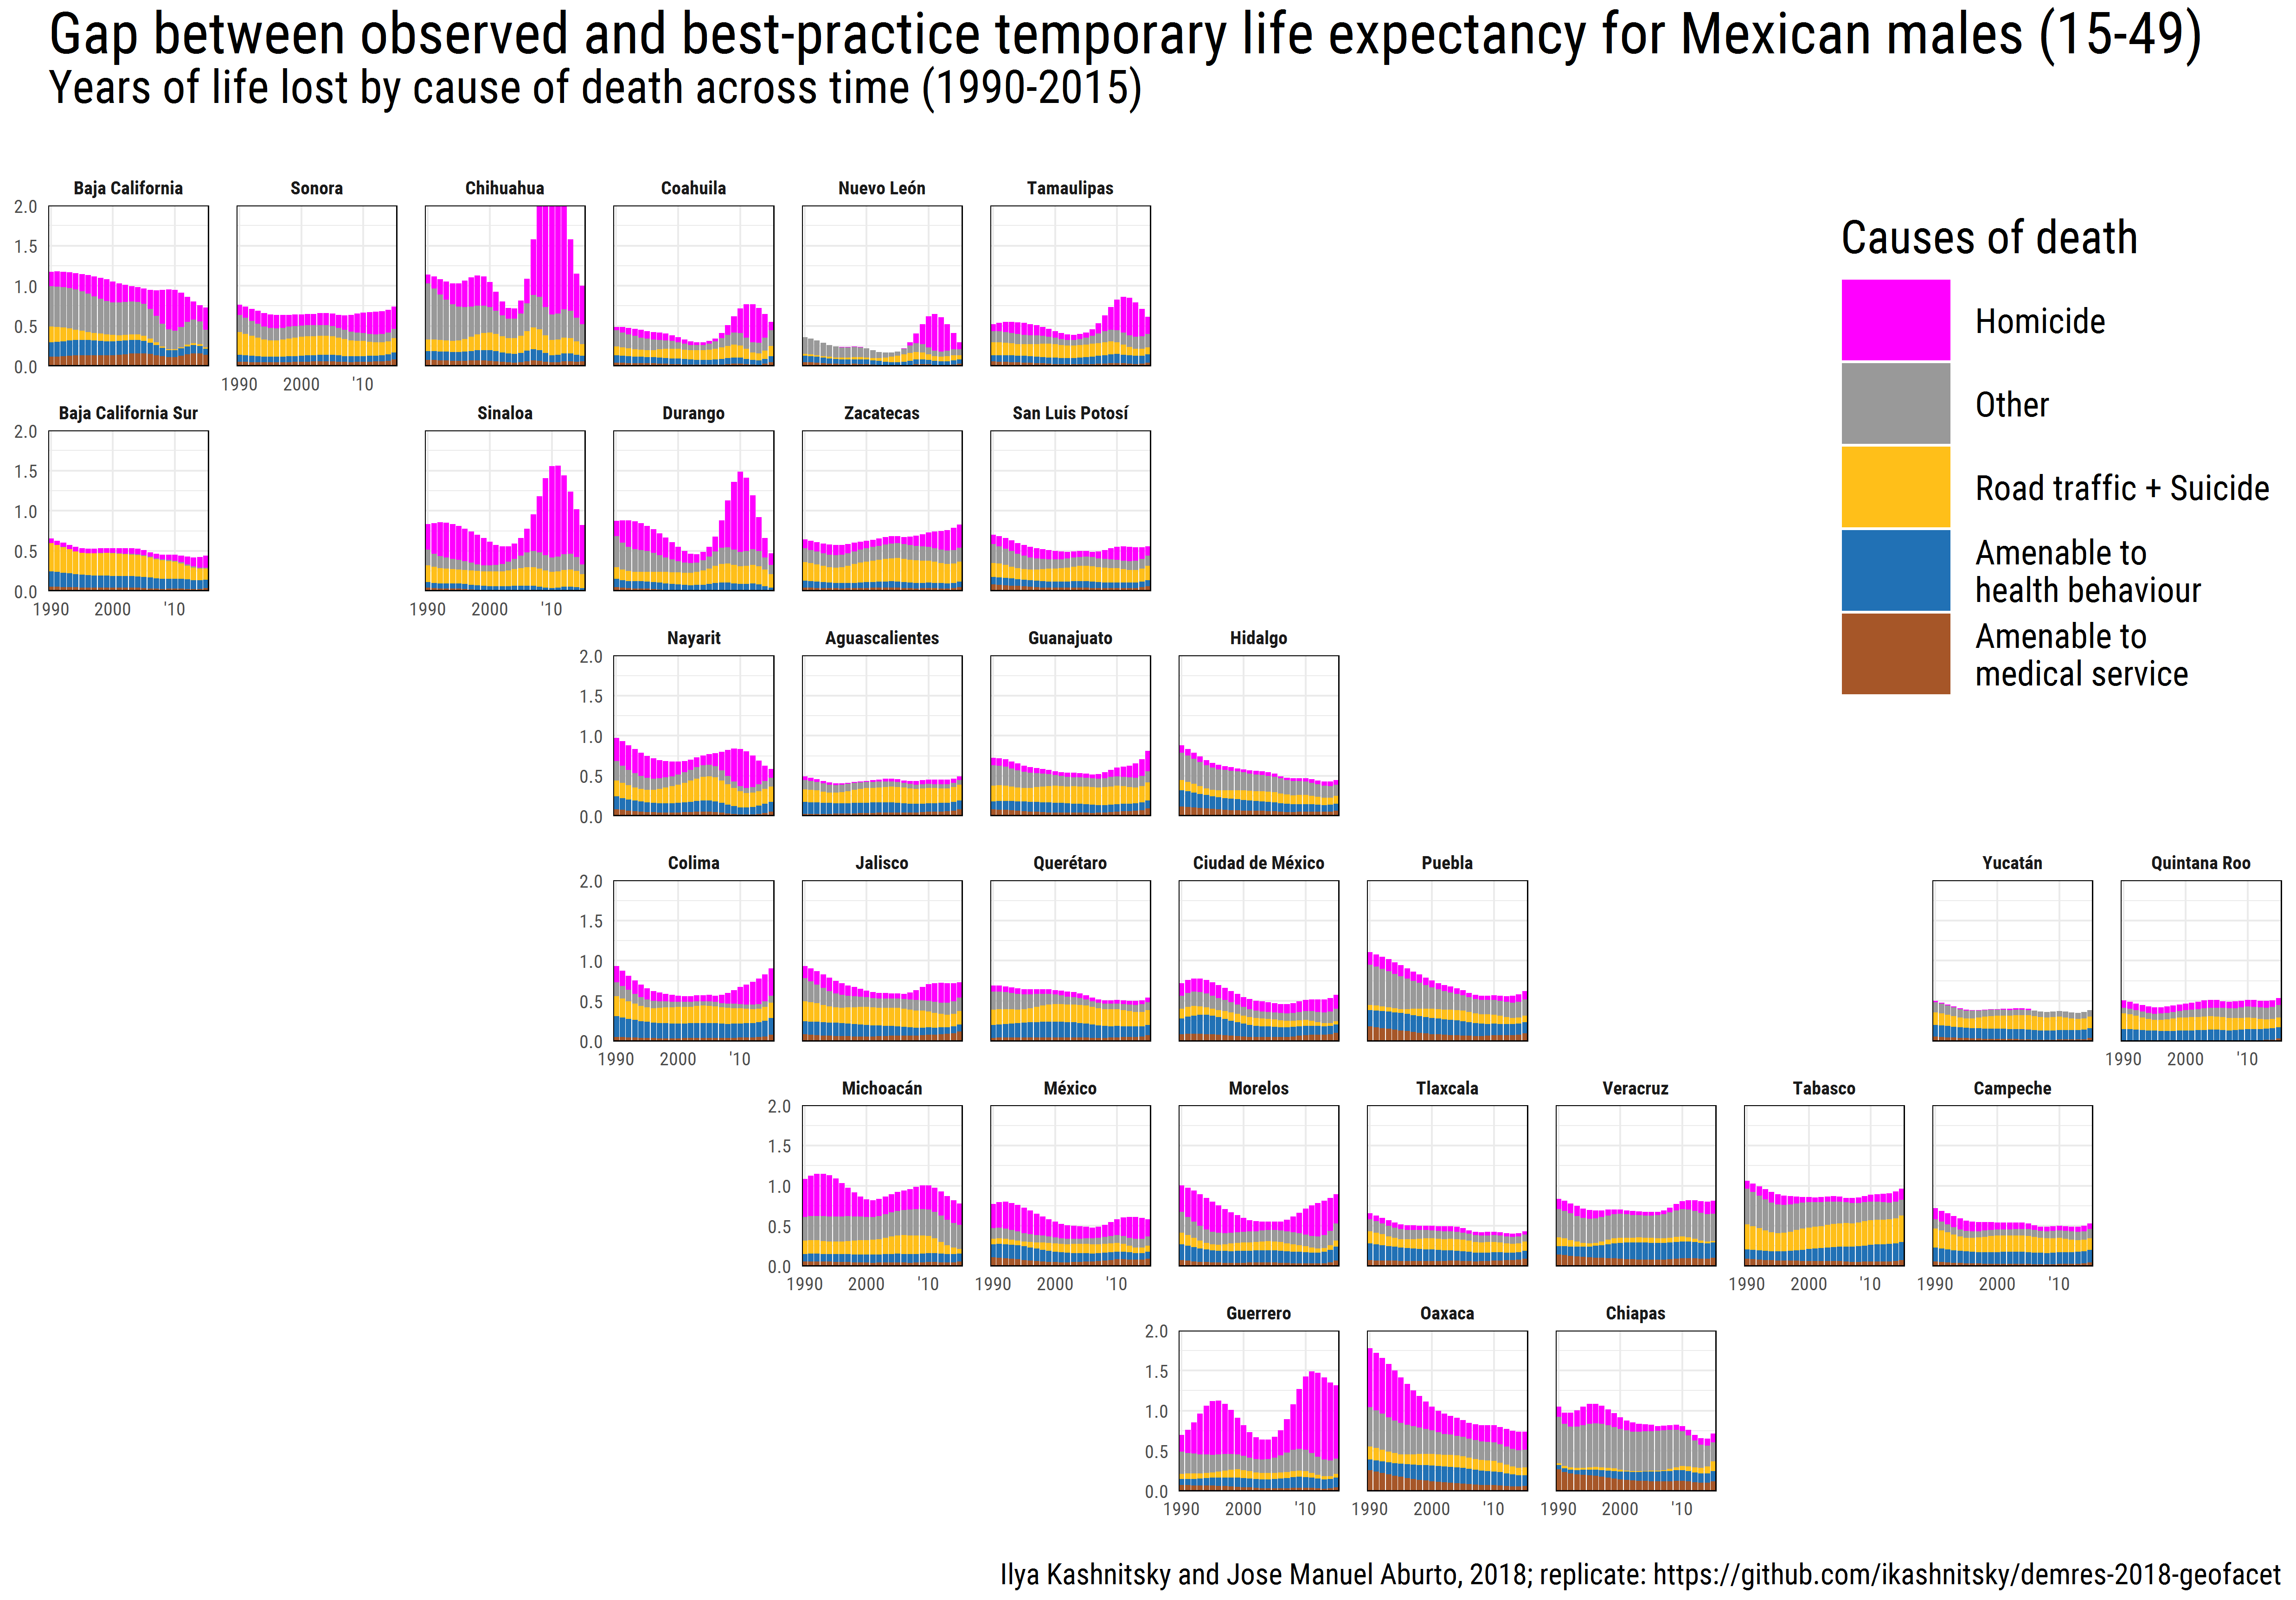 Gap between observed and best-practice temporary life expectancy for Mexican males (15-49)
Years of life lost by cause of death across time (1990-2015)
Baja California Sonora Chihuahua Coahuila Nuevo León Tamaulipas
2.0
1.5
1.0
0.5
0.0
1990 2000 '10
Causes of death
Homicide
Other
Road traffic + Suicide
Amenable to
health behaviour
Amenable to
medical service
Baja California Sur Sinaloa Durango Zacatecas San Luis Potosí
2.0
1.5
1.0
0.5
0.0
1990 2000 '10 1990 2000 '10
Nayarit Aguascalientes Guanajuato Hidalgo
2.0
1.5
1.0
0.5
0.0
Colima Jalisco Querétaro Ciudad de México Puebla Yucatán Quintana Roo
2.0
1.5
1.0
0.5
0.0
1990 2000 '10 1990 2000 '10
Michoacán México Morelos Tlaxcala Veracruz Tabasco Campeche
2.0
1.5
1.0
0.5
0.0
1990 2000 '10 1990 2000 '10 1990 2000 '10 1990 2000 '10
Guerrero Oaxaca Chiapas
2.0
1.5
1.0
0.5
0.0
1990 2000 '10 1990 2000 '10 1990 2000 '10
Ilya Kashnitsky and Jose Manuel Aburto, 2018; replicate: https://github.com/ikashnitsky/demres-2018-geofacet